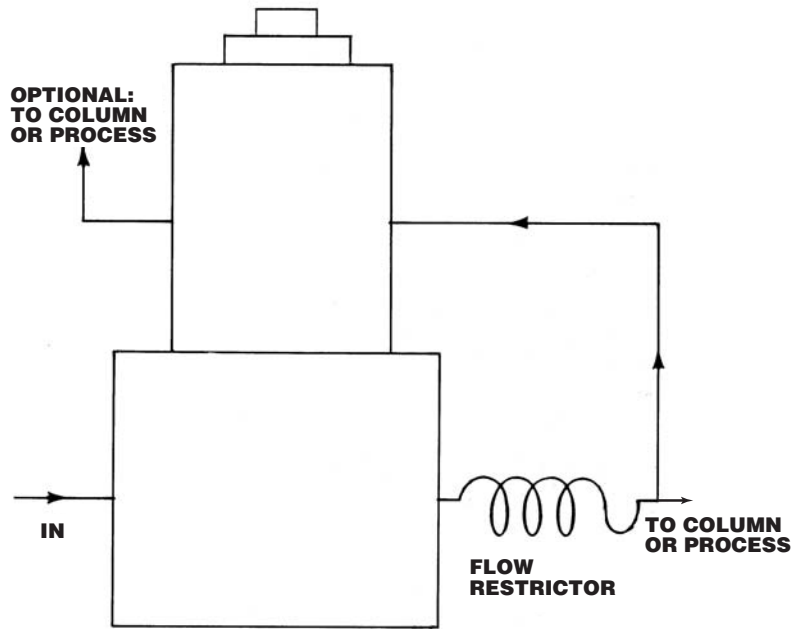 OPTIONAL:
TO COLUMN
OR PROCESS
IN
FLOW
RESTRICTOR
TO COLUMN
OR PROCESS